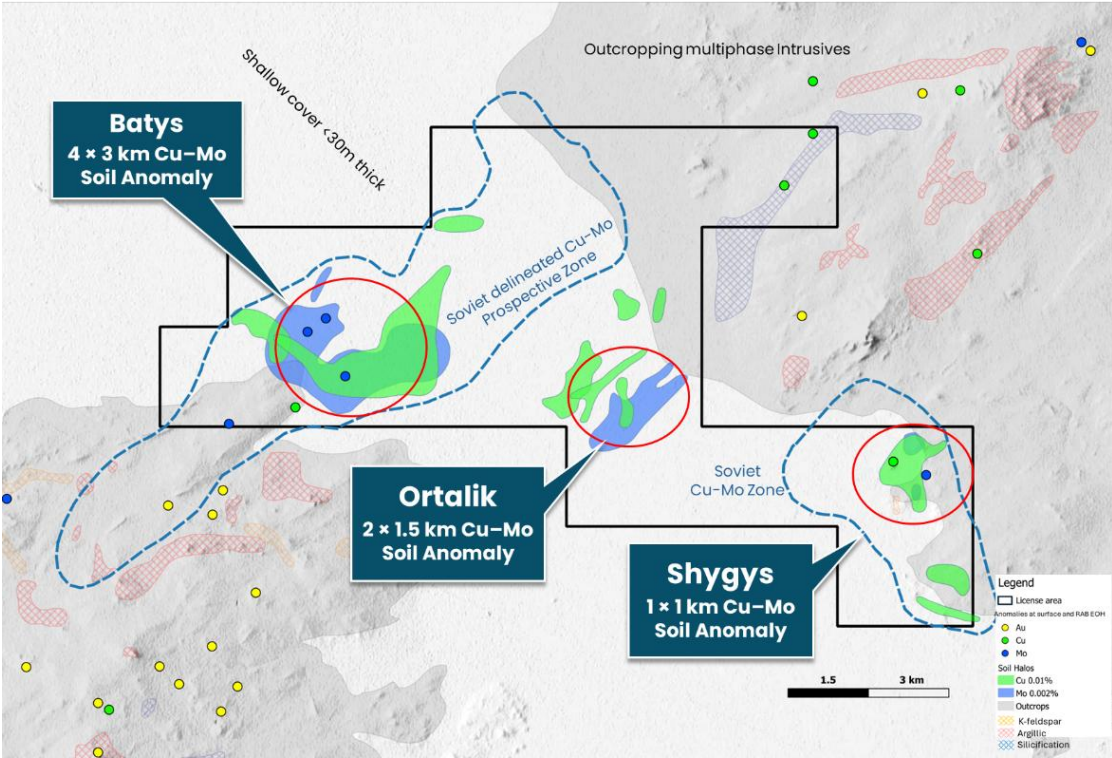 Outcropping multiphase Intrusives
Shallow cover <30m thick
Batys
4 × 3 km Cu–Mo
Soil Anomaly
Soviet delineated Cu-Mo
Prospective Zone
Ortalik
2 × 1.5 km Cu–Mo
Soil Anomaly
Soviet
Cu-Mo Zone
Shygys
1 × 1 km Cu–Mo
Soil Anomaly
1.5
3 km
Legend
License area
Anomalies at surface and RAB EOH
Au
Cu
Mo
Soil Halos
Cu 0.01%
Mo 0.002%
Outcrops
K-feldspar
Argillic
Silicification